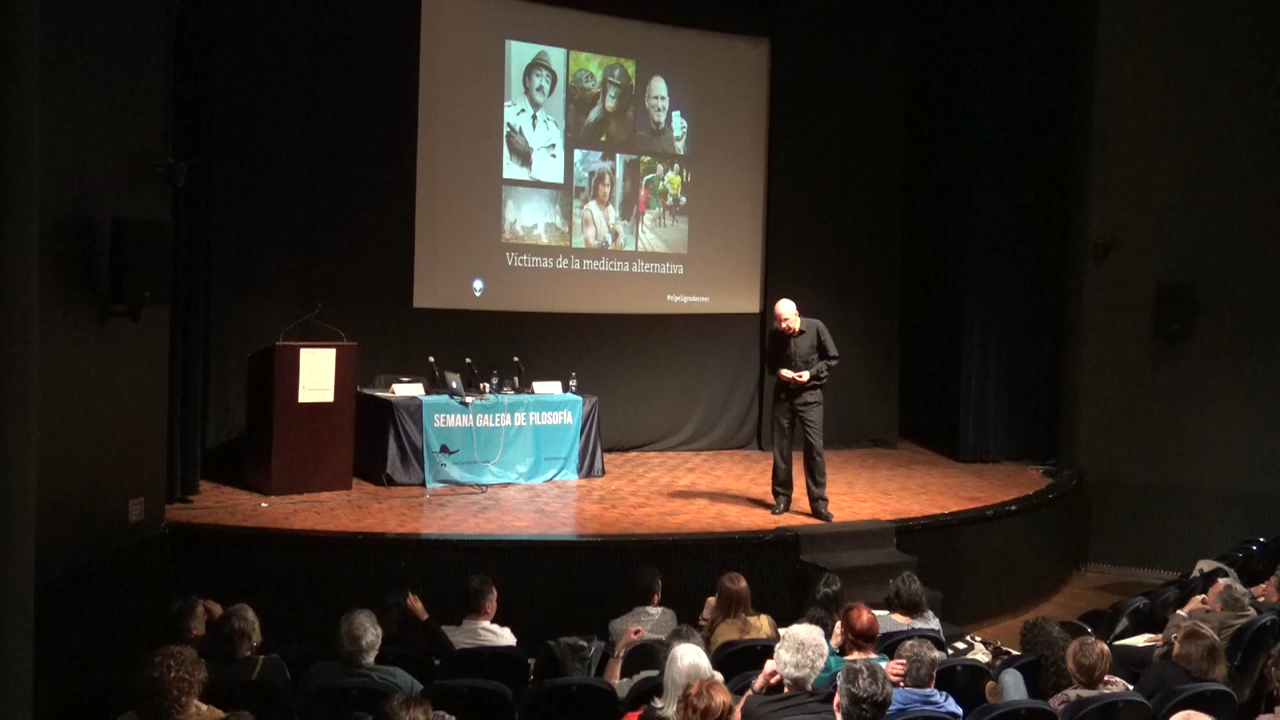 Víctimas de la medicina alternativa
#elpeligrodecreer
SEMANA GALEGA DE FILOSOFÍA